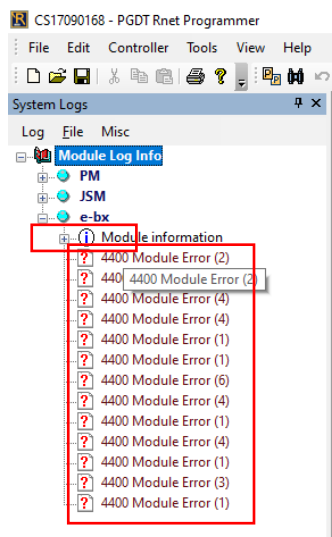 CS17090168 - PGDT Rnet Programmer
File Edit Controller Tools View Help
System Logs
Log File Misc
Module Log Info
PM
JSM
e-bx
Module information
4400 Module Error (2)
440
4400 Module Error (2)
4400 Module Error (4)
4400 Module Error (4)
4400 Module Error (1)
4400 Module Error (1)
4400 Module Error (6)
4400 Module Error (4)
4400 Module Error (1)
4400 Module Error (4)
4400 Module Error (1)
4400 Module Error (3)
4400 Module Error (1)